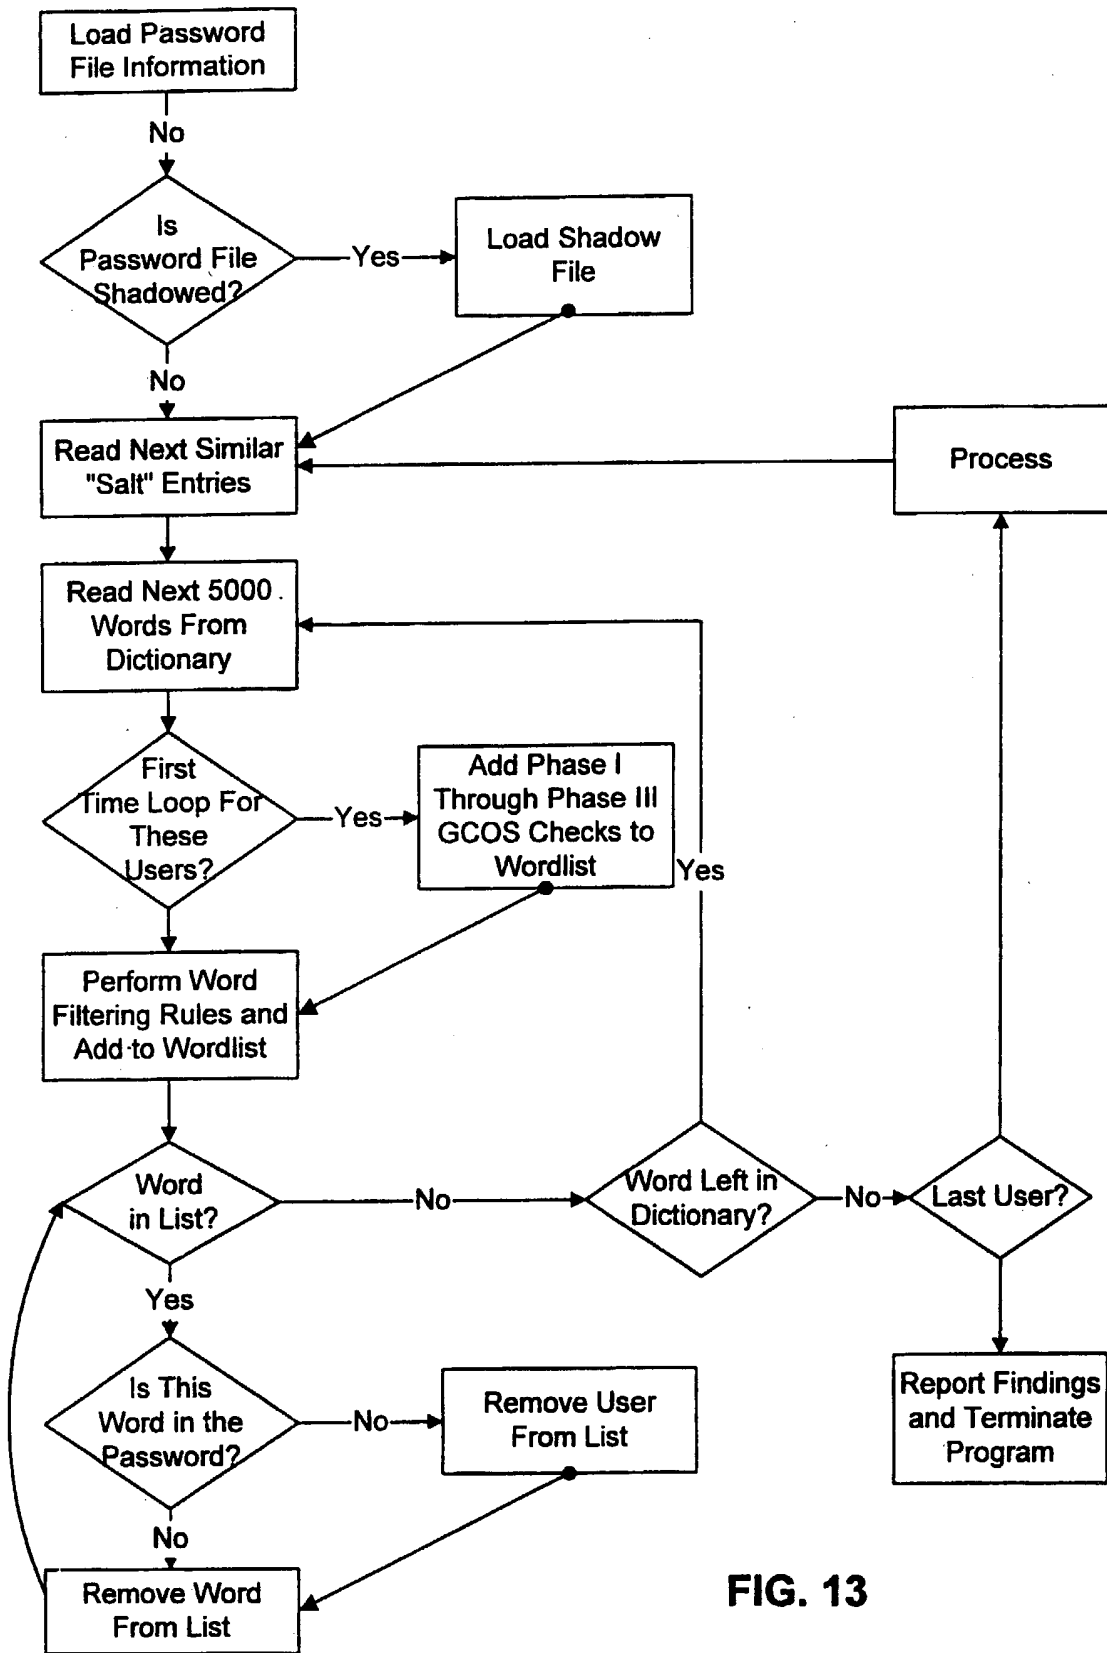 Load Password
File Information
No
Is
Password File
Shadowed?
Yes
Load Shadow
File
No
Read Next Similar
"Salt" Entries
Process
Read Next 5000
Words From
Dictionary
First
Time Loop For
These
Users?
Yes
Add Phase I
Through Phase III
GCOS Checks to
Wordlist
Yes
Perform Word
Filtering Rules and
Add to Wordlist
Word
in List?
No
Word Left in
Dictionary?
No
Last User?
Yes
Is This
Word in the
Password?
No
Remove User
From List
Report Findings
and Terminate
Program
No
Remove Word
From List
FIG. 13